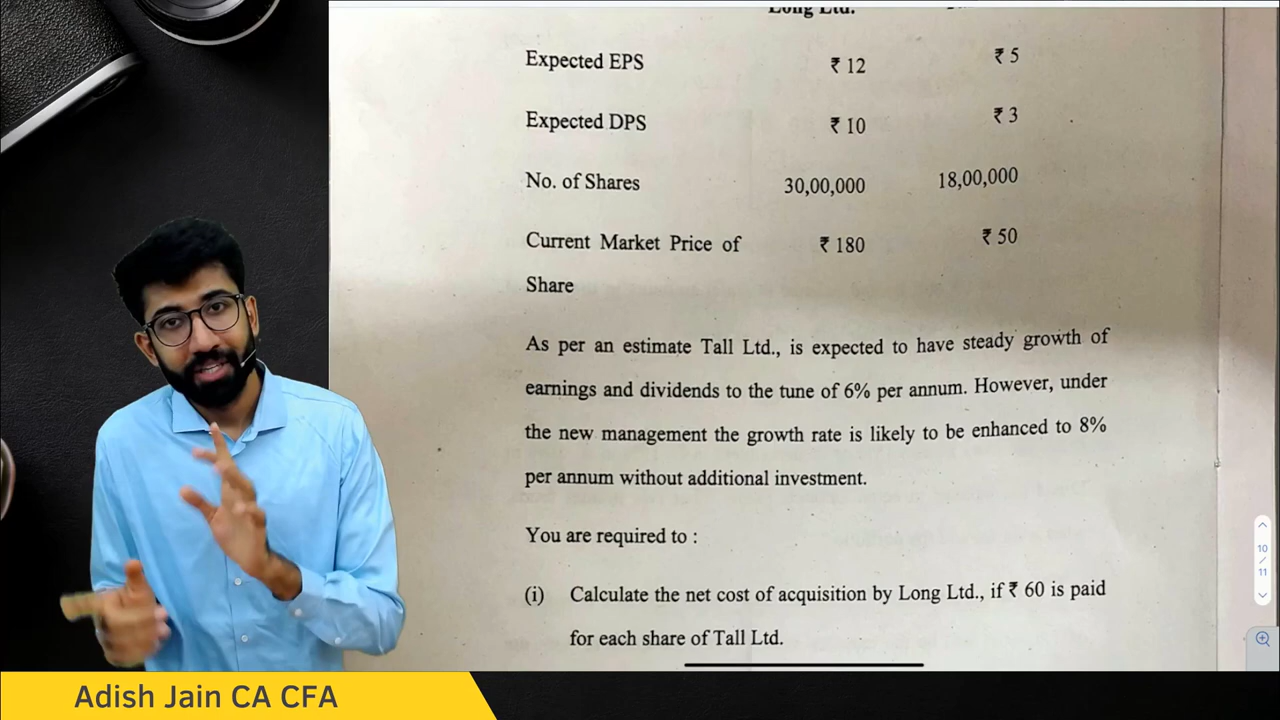 Long Ltd.
Expected EPS ₹ 12 ₹ 5
Expected DPS ₹ 10 ₹ 3
No. of Shares 30,00,000 18,00,000
Current Market Price of ₹ 180 ₹ 50
Share
As per an estimate Tall Ltd., is expected to have steady growth of
earnings and dividends to the tune of 6% per annum. However, under
the new management the growth rate is likely to be enhanced to 8%
per annum without additional investment.
You are required to :
(i) Calculate the net cost of acquisition by Long Ltd., if ₹ 60 is paid
for each share of Tall Ltd.
10
/
11
Adish Jain CA CFA